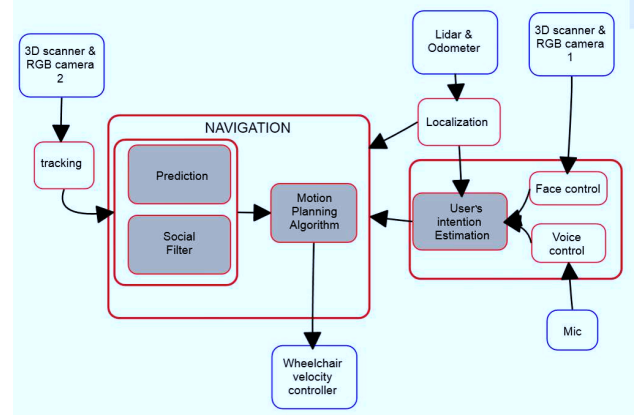 3D scanner &
RGB camera
2
Lidar &
Odometer
3D scanner &
RGB camera
1
NAVIGATION
Localization
tracking
Prediction
Face control
Motion
Planning
Algorithm
User's
intention
Estimation
Social
Filter
Voice
control
Mic
Wheelchair
velocity
controller